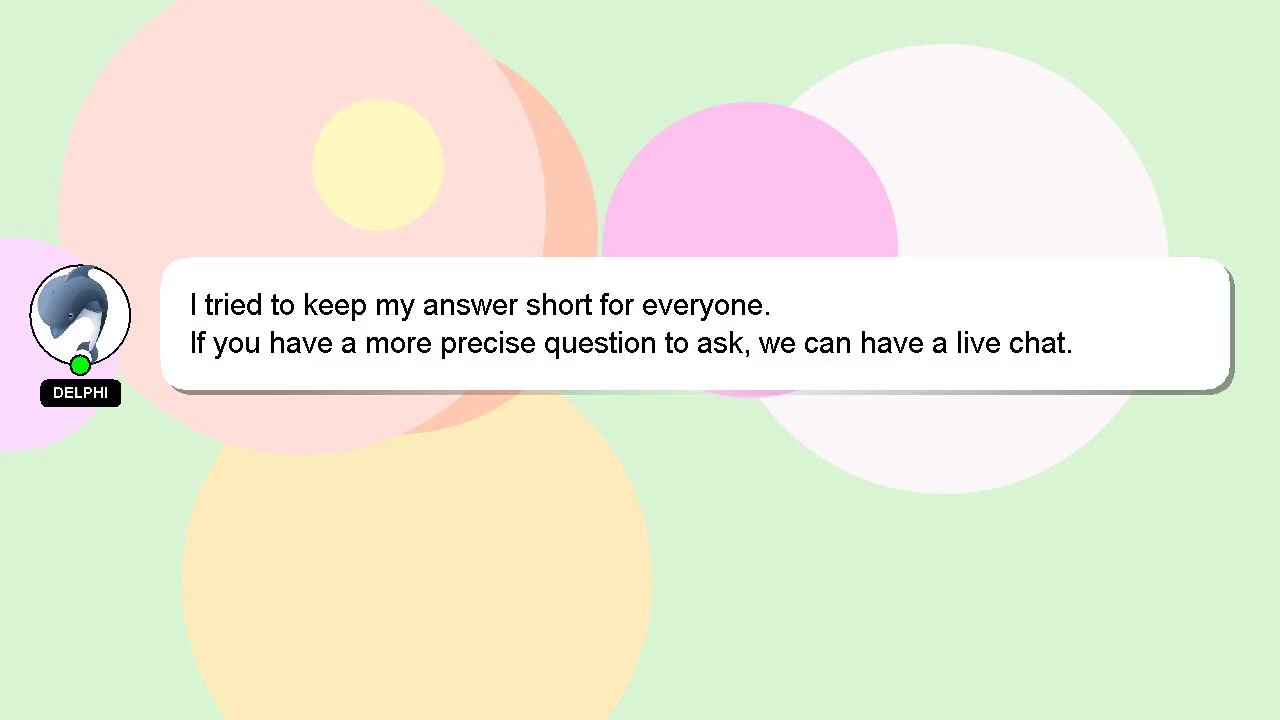 I tried to keep my answer short for everyone.
If you have a more precise question to ask, we can have a live chat.
DELPHI